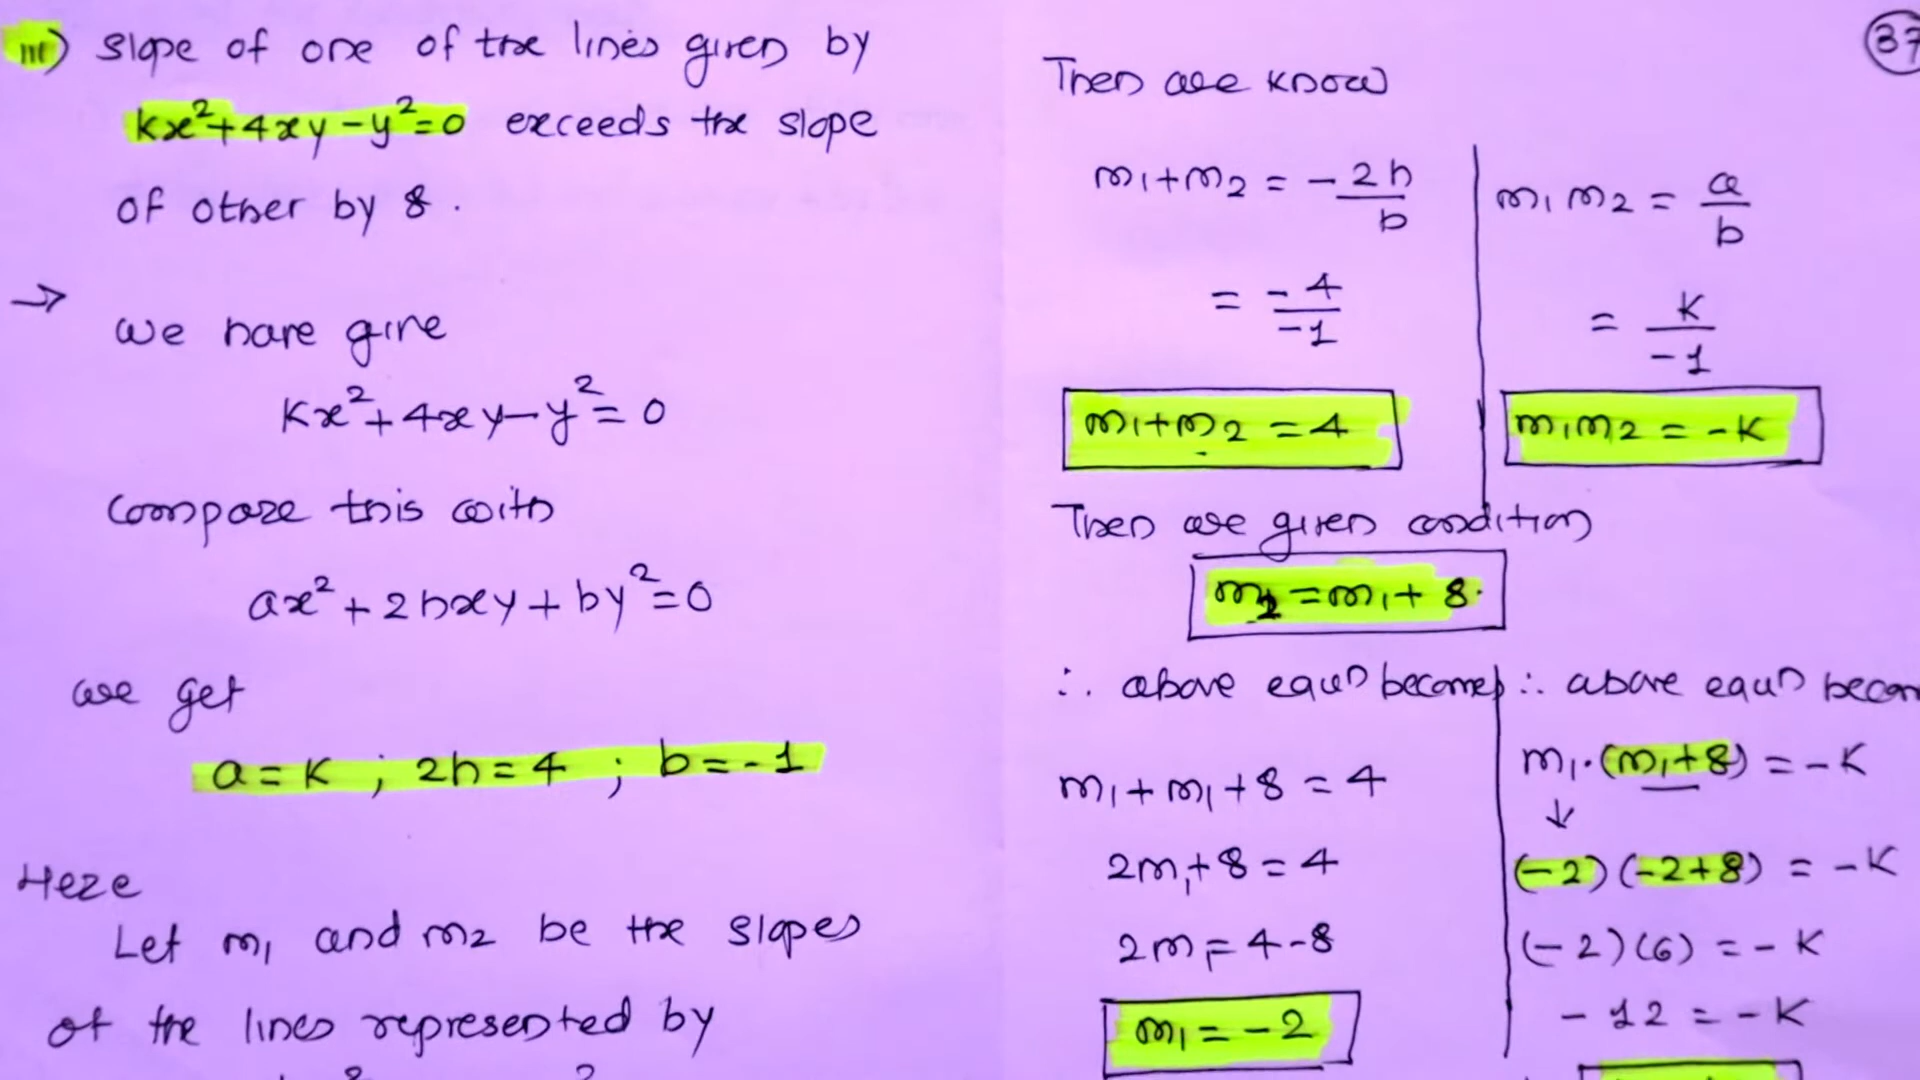 iii) slope of one of the lines given by
kx²+4xy-y²=0 exceeds the slope
of other by 8.
→ we have give
kx²+4xy-y²=0
compare this with
ax²+2hxy+by²=0
we get
a=k ; 2h=4 ; b=-1
Here
Let m₁ and m₂ be the slopes
of the lines represented by
37
Then we know
m₁+m₂ = -2h/b
= -4/-1
m₁+m₂ = 4
m₁m₂ = a/b
= k/-1
m₁m₂ = -k
Then we given condition
m₂ = m₁+8.
∴ above equn becomes
m₁+m₁+8 = 4
2m₁+8 = 4
2m₁ = 4-8
m₁ = -2
∴ above equn becom
m₁.(m₁+8) = -k
↓
(-2)(-2+8) = -k
(-2)(6) = -k
-12 = -k